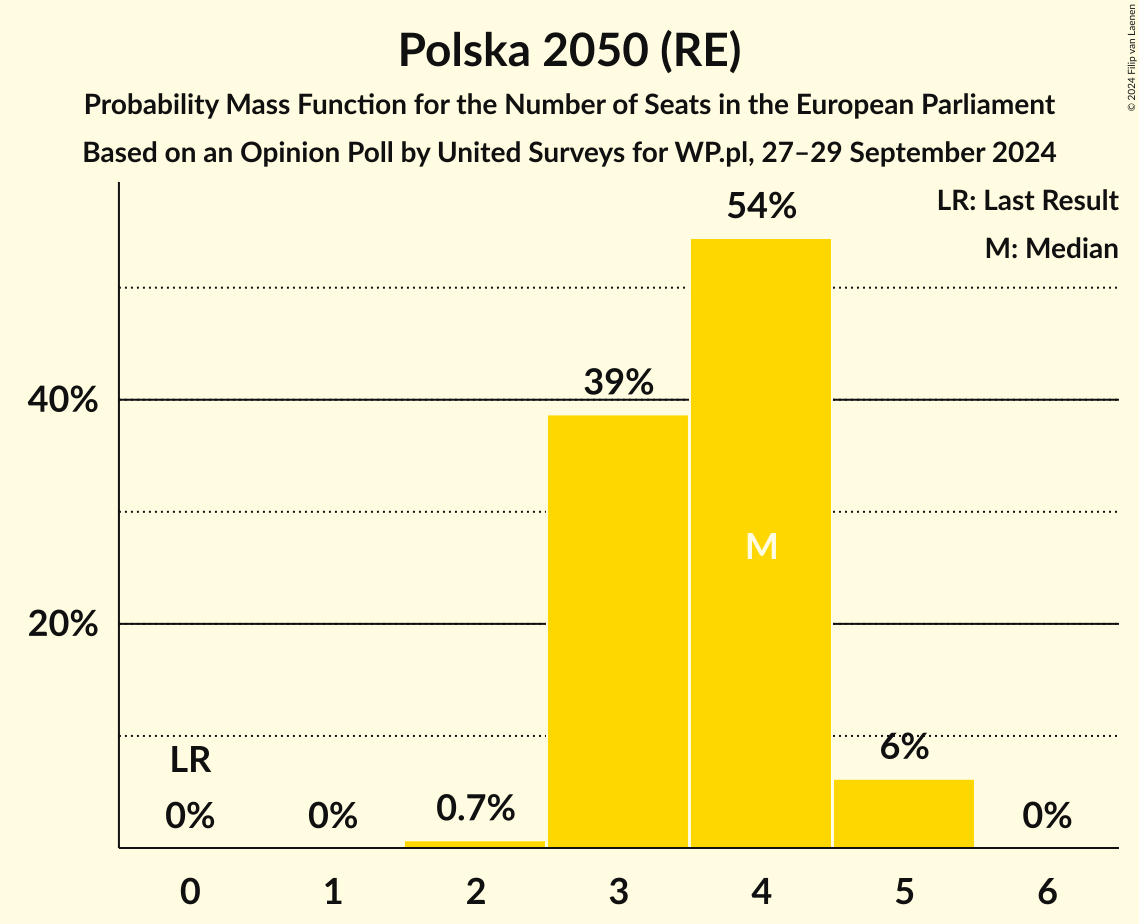 Polska 2050 (RE)
Probability Mass Function for the Number of Seats in the European Parliament
Based on an Opinion Poll by United Surveys for WP.pl, 27–29 September 2024
© 2024 Filip van Laenen
LR: Last Result
M: Median
54%
39%
40%
M
20%
LR
6%
0%
0%
0.7%
0%
0
1
2
3
4
5
6